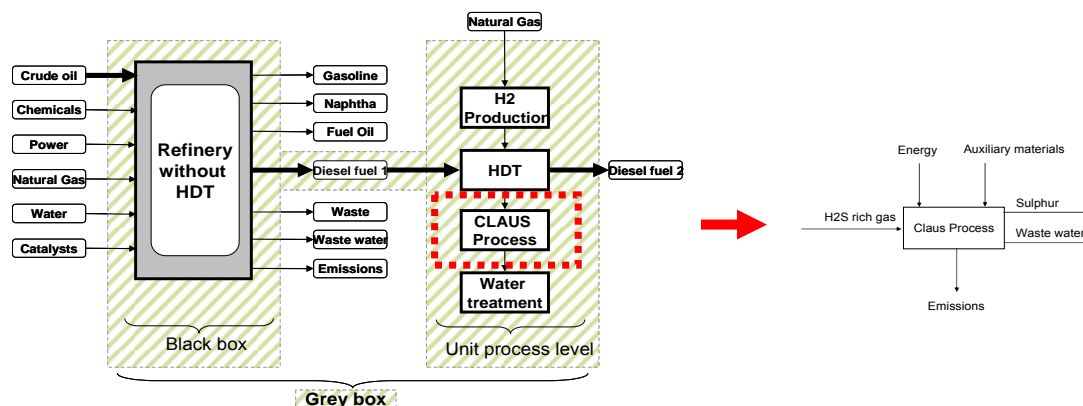 Crude oil
Chemicals
Power
Natural Gas
Water
Catalysts
Refinery
without
HDT
Gasoline
Naphtha
Fuel Oil
Diesel fuel 1
Waste
Waste water
Emissions
Black box
Natural Gas
H2
Production
HDT
Diesel fuel 2
CLAUS
Process
Water
treatment
Unit process level
Grey box
Energy
Auxiliary materials
H2S rich gas
Claus Process
Sulphur
Waste water
Emissions